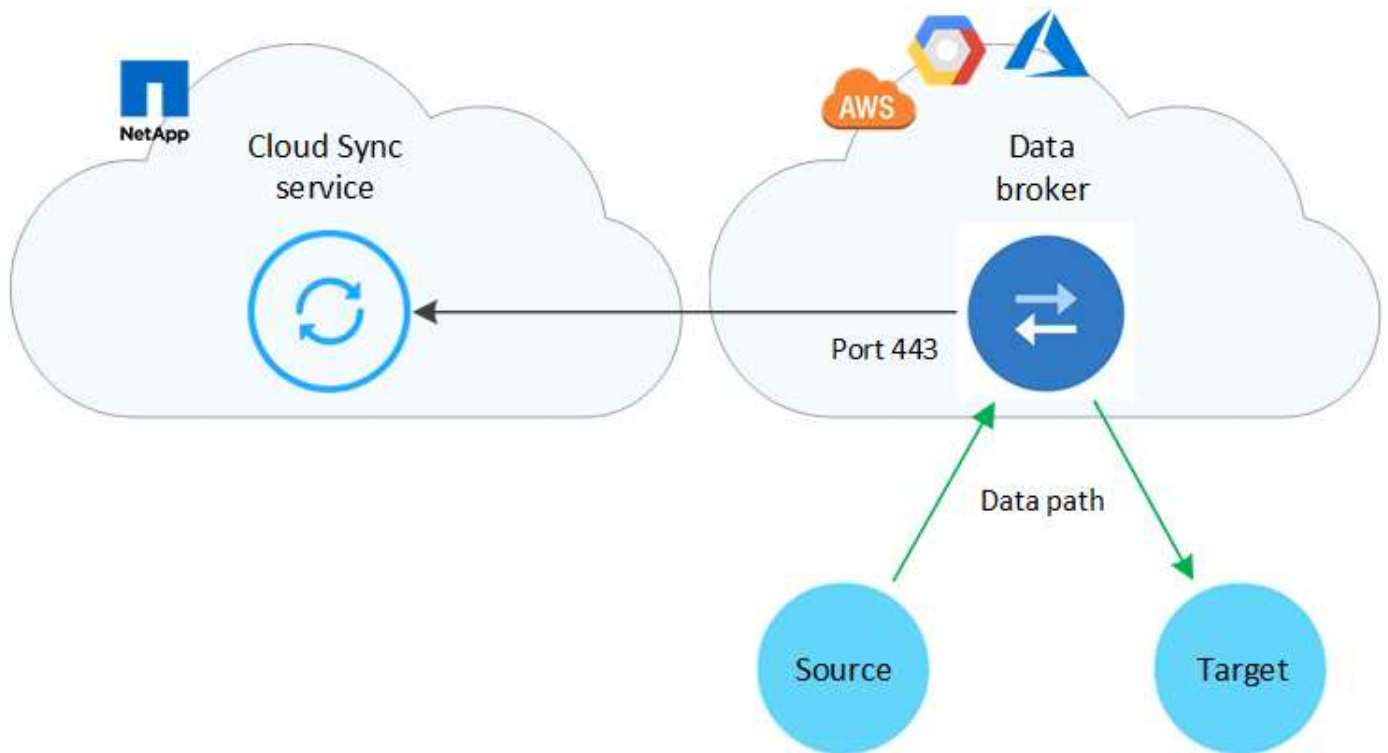 NetApp
Cloud Sync
service
AWS
Data
broker
Port 443
Data path
Source
Target